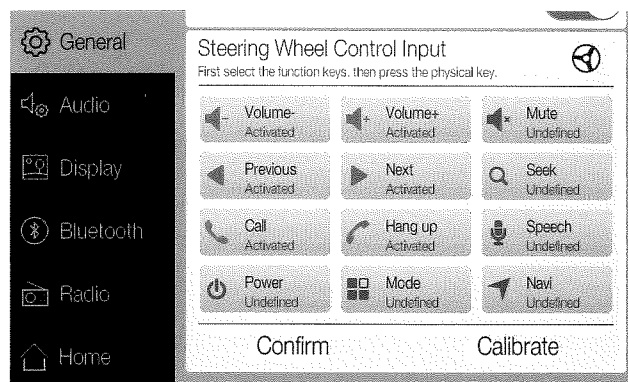 General
Audio
Display
Bluetooth
Radio
Home
Steering Wheel Control Input
First select the function keys, then press the physical key.
Volume-
Activated
Volume+
Activated
Mute
Undefined
Previous
Activated
Next
Activated
Seek
Undefined
Call
Activated
Hang up
Activated
Speech
Undefined
Power
Undefined
Mode
Undefined
Navi
Undefined
Confirm
Calibrate